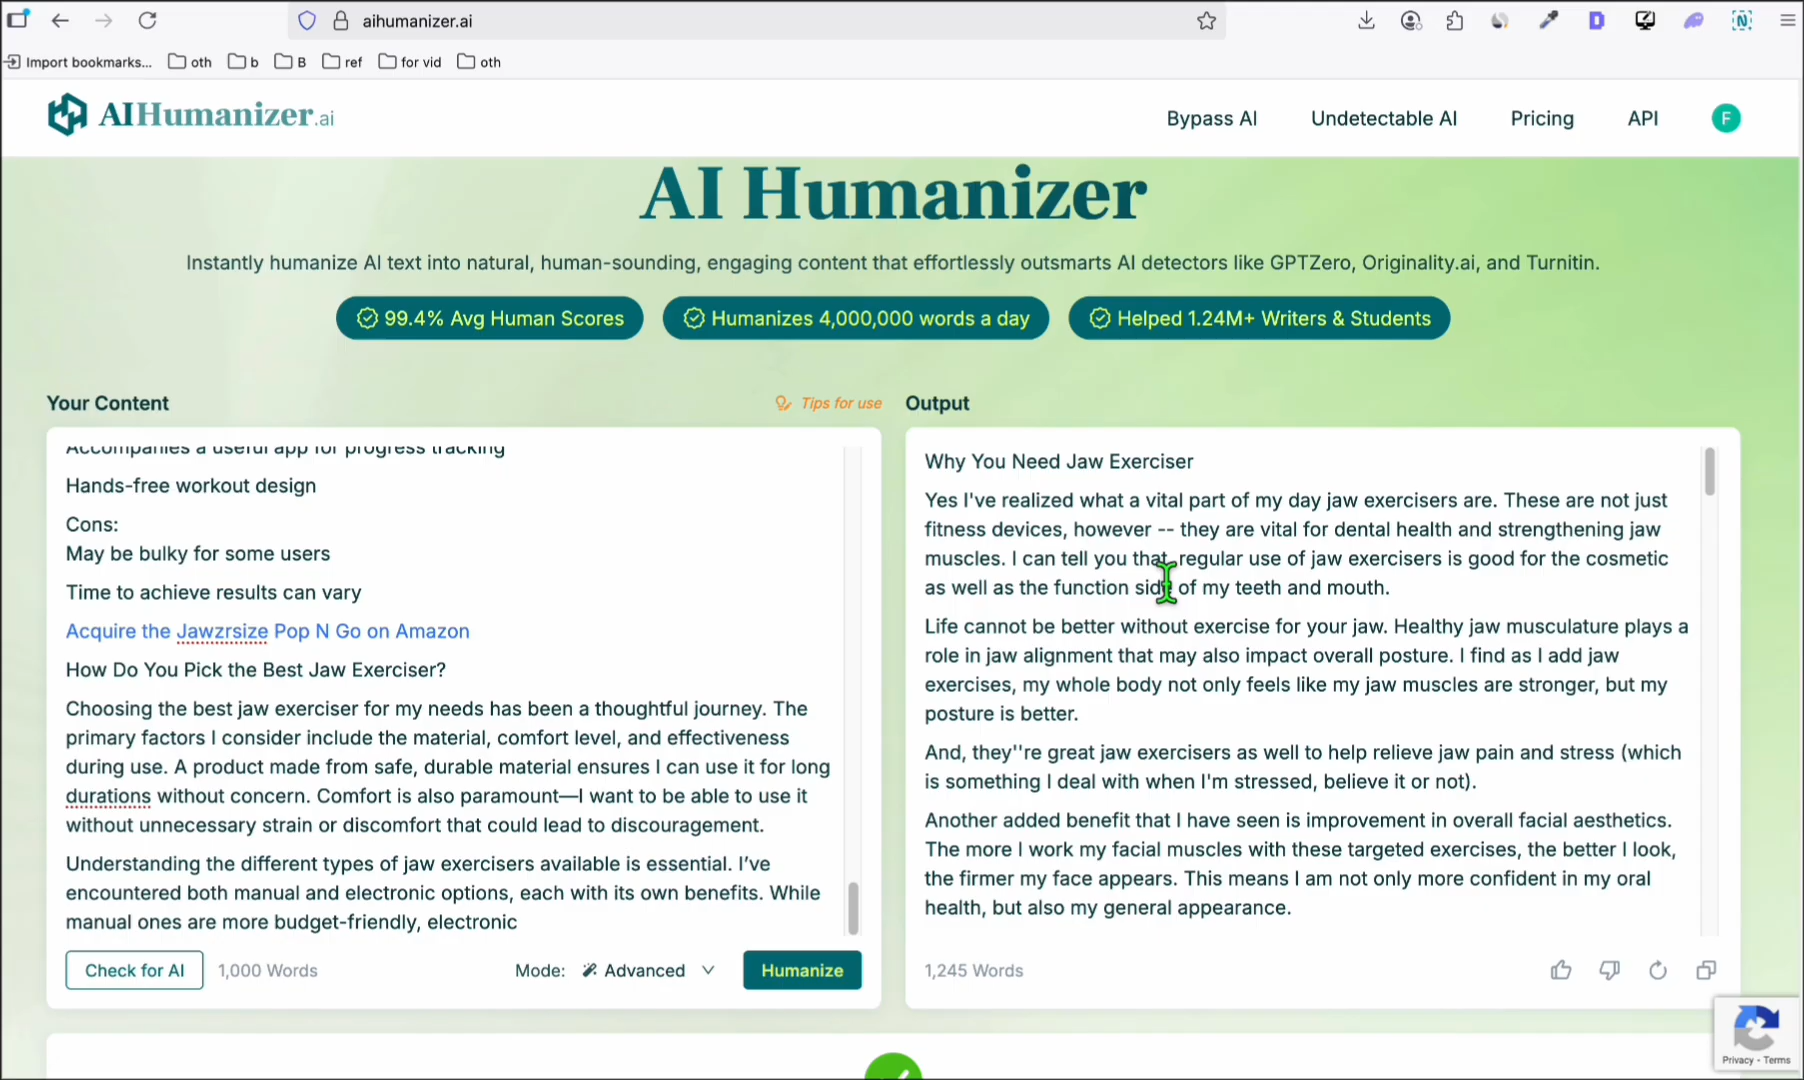 aihumanizer.ai
Import bookmarks...
oth
b
B
ref
for vid
oth
AIHumanizer.ai
Bypass AI
Undetectable AI
Pricing
API
F
AI Humanizer
Instantly humanize AI text into natural, human-sounding, engaging content that effortlessly outsmarts AI detectors like GPTZero, Originality.ai, and Turnitin.
99.4% Avg Human Scores
Humanizes 4,000,000 words a day
Helped 1.24M+ Writers & Students
Your Content
Tips for use
Accompanies a useful app for progress tracking
Hands-free workout design
Cons:
May be bulky for some users
Time to achieve results can vary
Acquire the Jawzrsize Pop N Go on Amazon
How Do You Pick the Best Jaw Exerciser?
Choosing the best jaw exerciser for my needs has been a thoughtful journey. The
primary factors I consider include the material, comfort level, and effectiveness
during use. A product made from safe, durable material ensures I can use it for long
durations without concern. Comfort is also paramount—I want to be able to use it
without unnecessary strain or discomfort that could lead to discouragement.
Understanding the different types of jaw exercisers available is essential. I’ve
encountered both manual and electronic options, each with its own benefits. While
manual ones are more budget-friendly, electronic
Check for AI
1,000 Words
Mode:
Advanced
Humanize
Output
Why You Need Jaw Exerciser
Yes I've realized what a vital part of my day jaw exercisers are. These are not just
fitness devices, however -- they are vital for dental health and strengthening jaw
muscles. I can tell you that, regular use of jaw exercisers is good for the cosmetic
as well as the function side of my teeth and mouth.
Life cannot be better without exercise for your jaw. Healthy jaw musculature plays a
role in jaw alignment that may also impact overall posture. I find as I add jaw
exercises, my whole body not only feels like my jaw muscles are stronger, but my
posture is better.
And, they''re great jaw exercisers as well to help relieve jaw pain and stress (which
is something I deal with when I'm stressed, believe it or not).
Another added benefit that I have seen is improvement in overall facial aesthetics.
The more I work my facial muscles with these targeted exercises, the better I look,
the firmer my face appears. This means I am not only more confident in my oral
health, but also my general appearance.
1,245 Words
Privacy - Terms